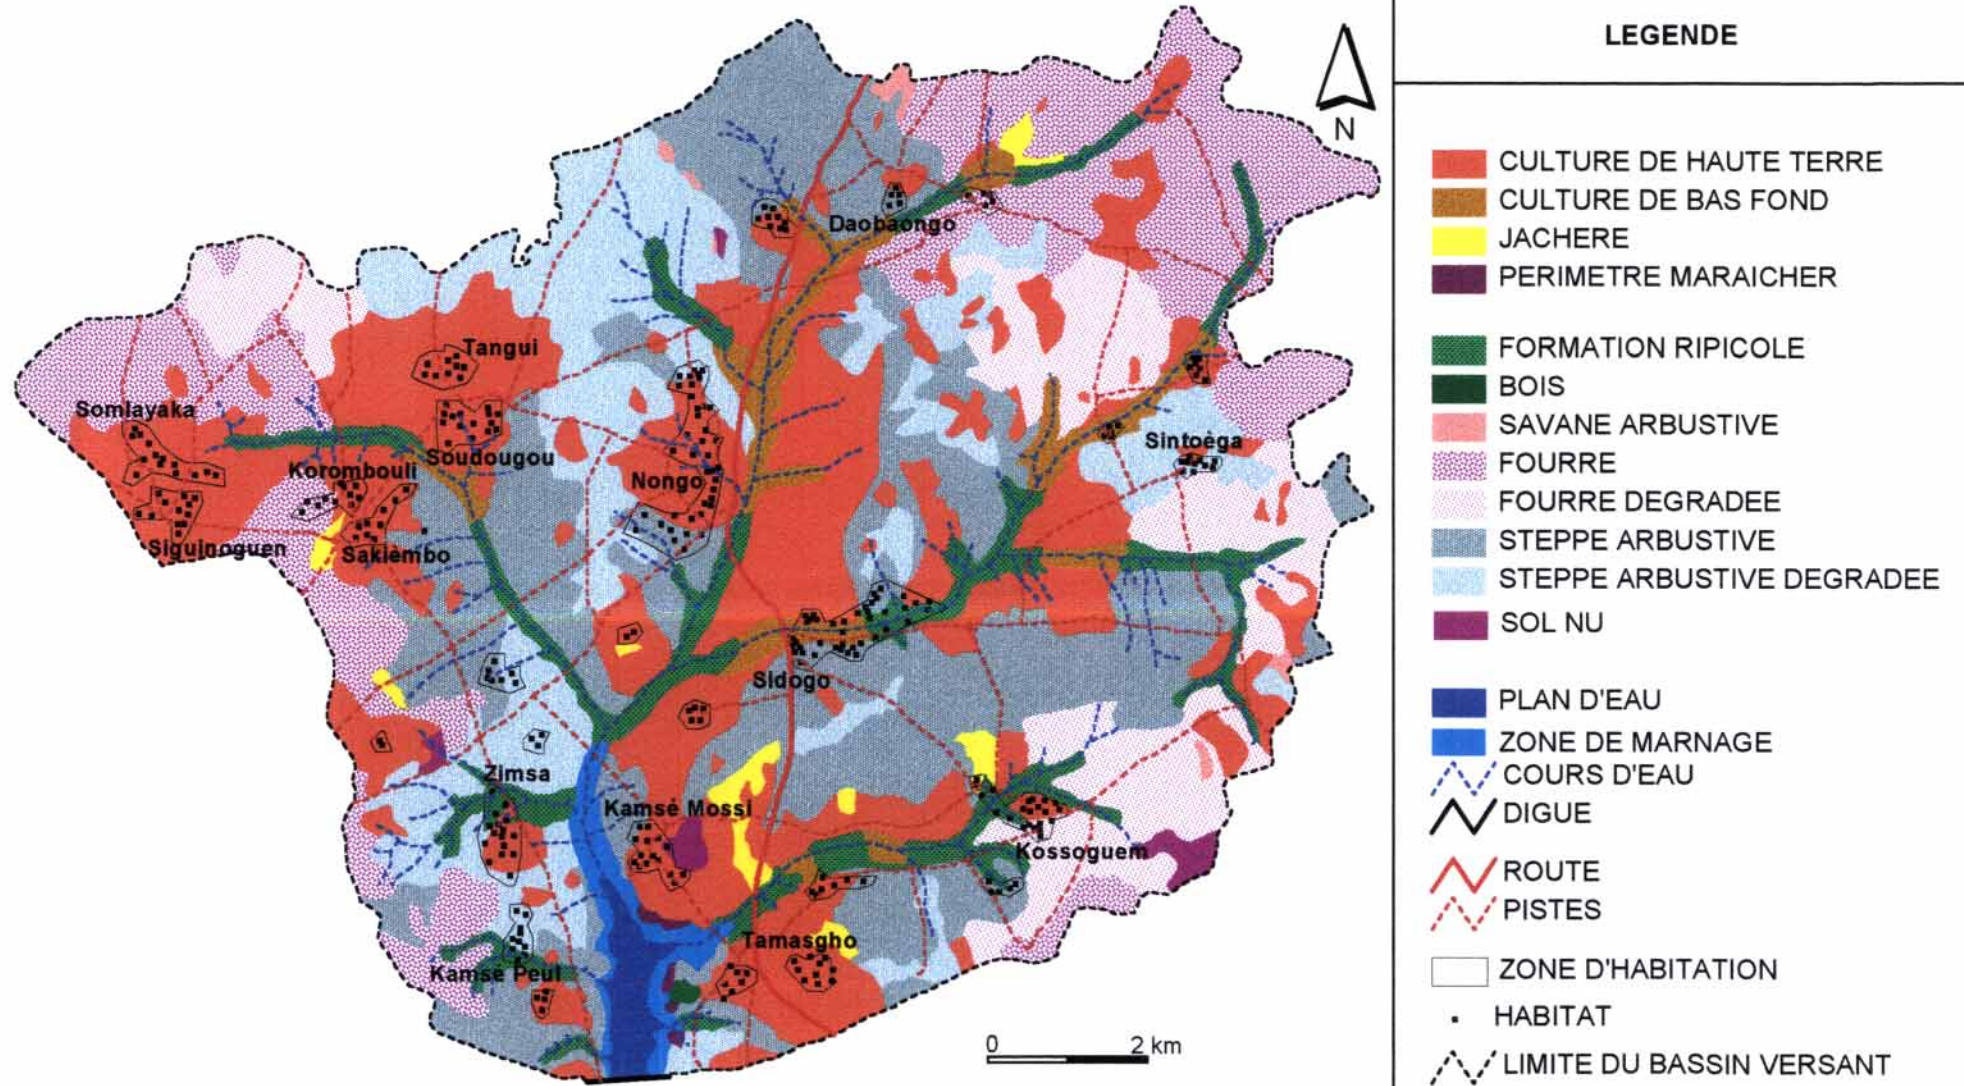 LEGENDE
N
CULTURE DE HAUTE TERRE
CULTURE DE BAS FOND
JACHERE
PERIMETRE MARAICHER
FORMATION RIPICOLE
BOIS
SAVANE ARBUSTIVE
FOURRE
FOURRE DEGRADEE
STEPPE ARBUSTIVE
STEPPE ARBUSTIVE DEGRADEE
SOL NU
PLAN D'EAU
ZONE DE MARNAGE
COURS D'EAU
DIGUE
ROUTE
PISTES
ZONE D'HABITATION
HABITAT
LIMITE DU BASSIN VERSANT
Daobaongo
Tangui
Somlayaka
Soudougou
Korombouli
Nongo
Sintoèga
Siguinoguen
Sakièmbo
Sidogo
Zimsa
Kamsé Mossi
Kossoguem
Tamasgho
Kamsé Peul
0 2 km